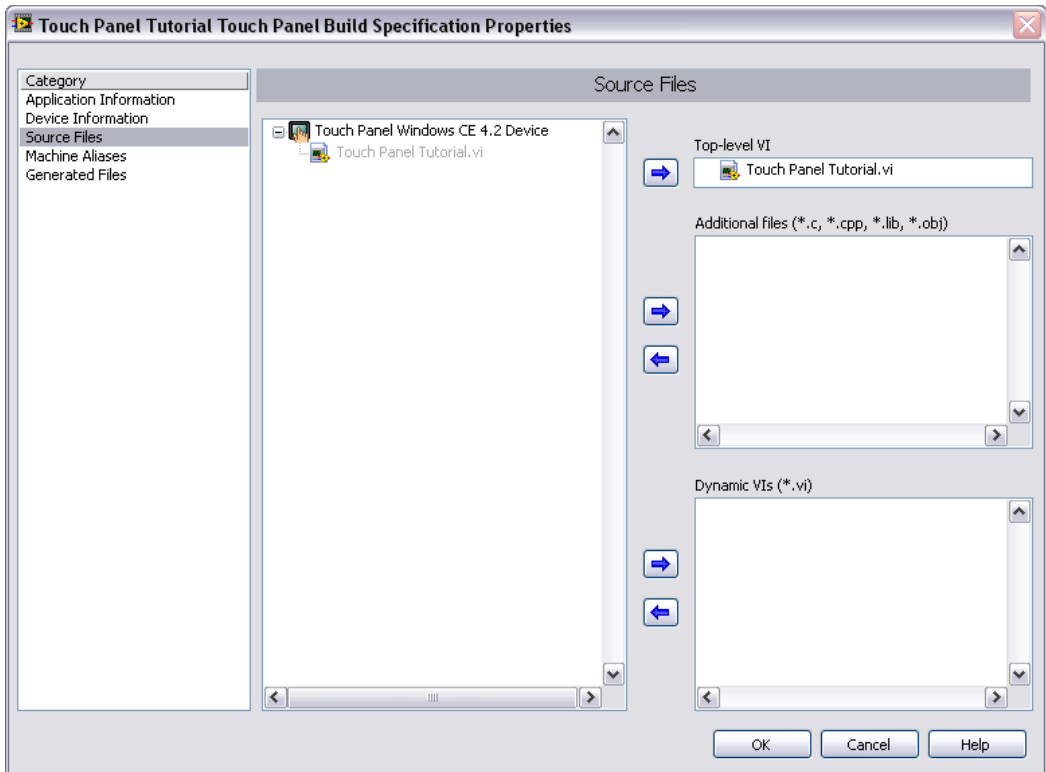 Touch Panel Tutorial Touch Panel Build Specification Properties
Category
Application Information
Device Information
Source Files
Machine Aliases
Generated Files
Source Files
Touch Panel Windows CE 4.2 Device
Touch Panel Tutorial.vi
Top-level VI
Touch Panel Tutorial.vi
Additional files (*.c, *.cpp, *.lib, *.obj)
Dynamic VIs (*.vi)
OK
Cancel
Help